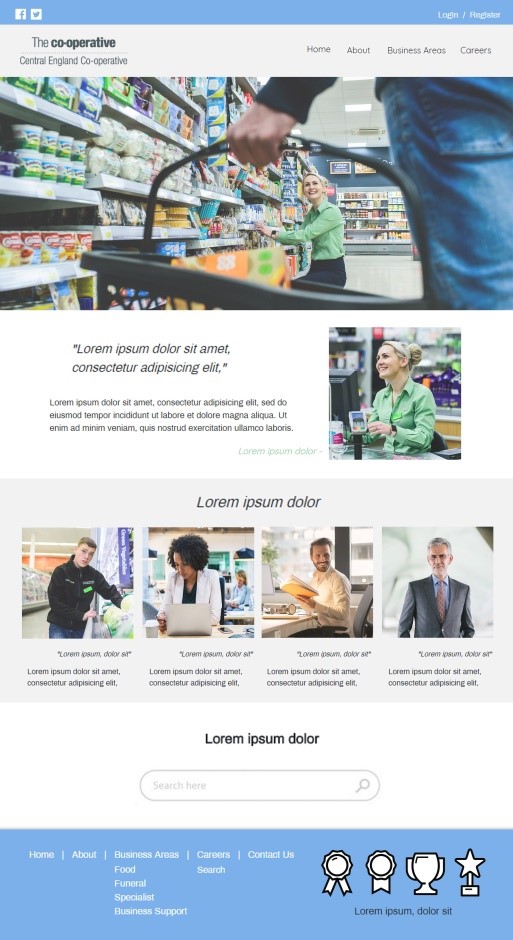 Login / Register
The co-operative
Central England Co-operative
Home About Business Areas Careers
"Lorem ipsum dolor sit amet,
consectetur adipisicing elit,"
Lorem ipsum dolor sit amet, consectetur adipisicing elit, sed do
eiusmod tempor incididunt ut labore et dolore magna aliqua. Ut
enim ad minim veniam, quis nostrud exercitation ullamco laboris.
Lorem ipsum dolor –
Lorem ipsum dolor
Green Vegetables
"Lorem ipsum, dolor sit" "Lorem ipsum, dolor sit" "Lorem ipsum, dolor sit" "Lorem ipsum, dolor sit"
Lorem ipsum dolor sit amet, Lorem ipsum dolor sit amet, Lorem ipsum dolor sit amet, Lorem ipsum dolor sit amet,
consectetur adipisicing elit, consectetur adipisicing elit, consectetur adipisicing elit, consectetur adipisicing elit,
Lorem ipsum dolor
Search here
Home | About | Business Areas | Careers | Contact Us
Food Search
Funeral
Specialist
Business Support
Lorem ipsum, dolor sit